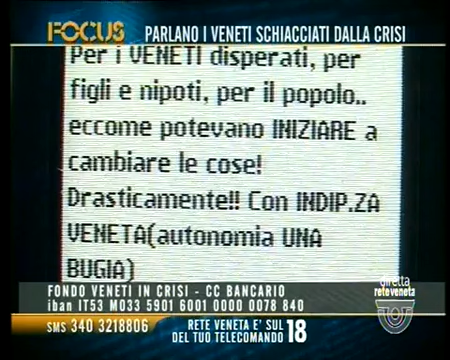 FOCUS
PARLANO I VENETI SCHIACCIATI DALLA CRISI
Per i VENETI disperati, per
figli e nipoti, per il popolo..
eccome potevano INIZIARE a
cambiare le cose!
Drasticamente!! Con INDIP.ZA
VENETA(autonomia UNA
BUGIA)
diretta
reteveneta
FONDO VENETI IN CRISI - CC BANCARIO
iban IT53 M033 5901 6001 0000 0078 840
SMS 340 3218806
RETE VENETA E' SUL
DEL TUO TELECOMANDO 18